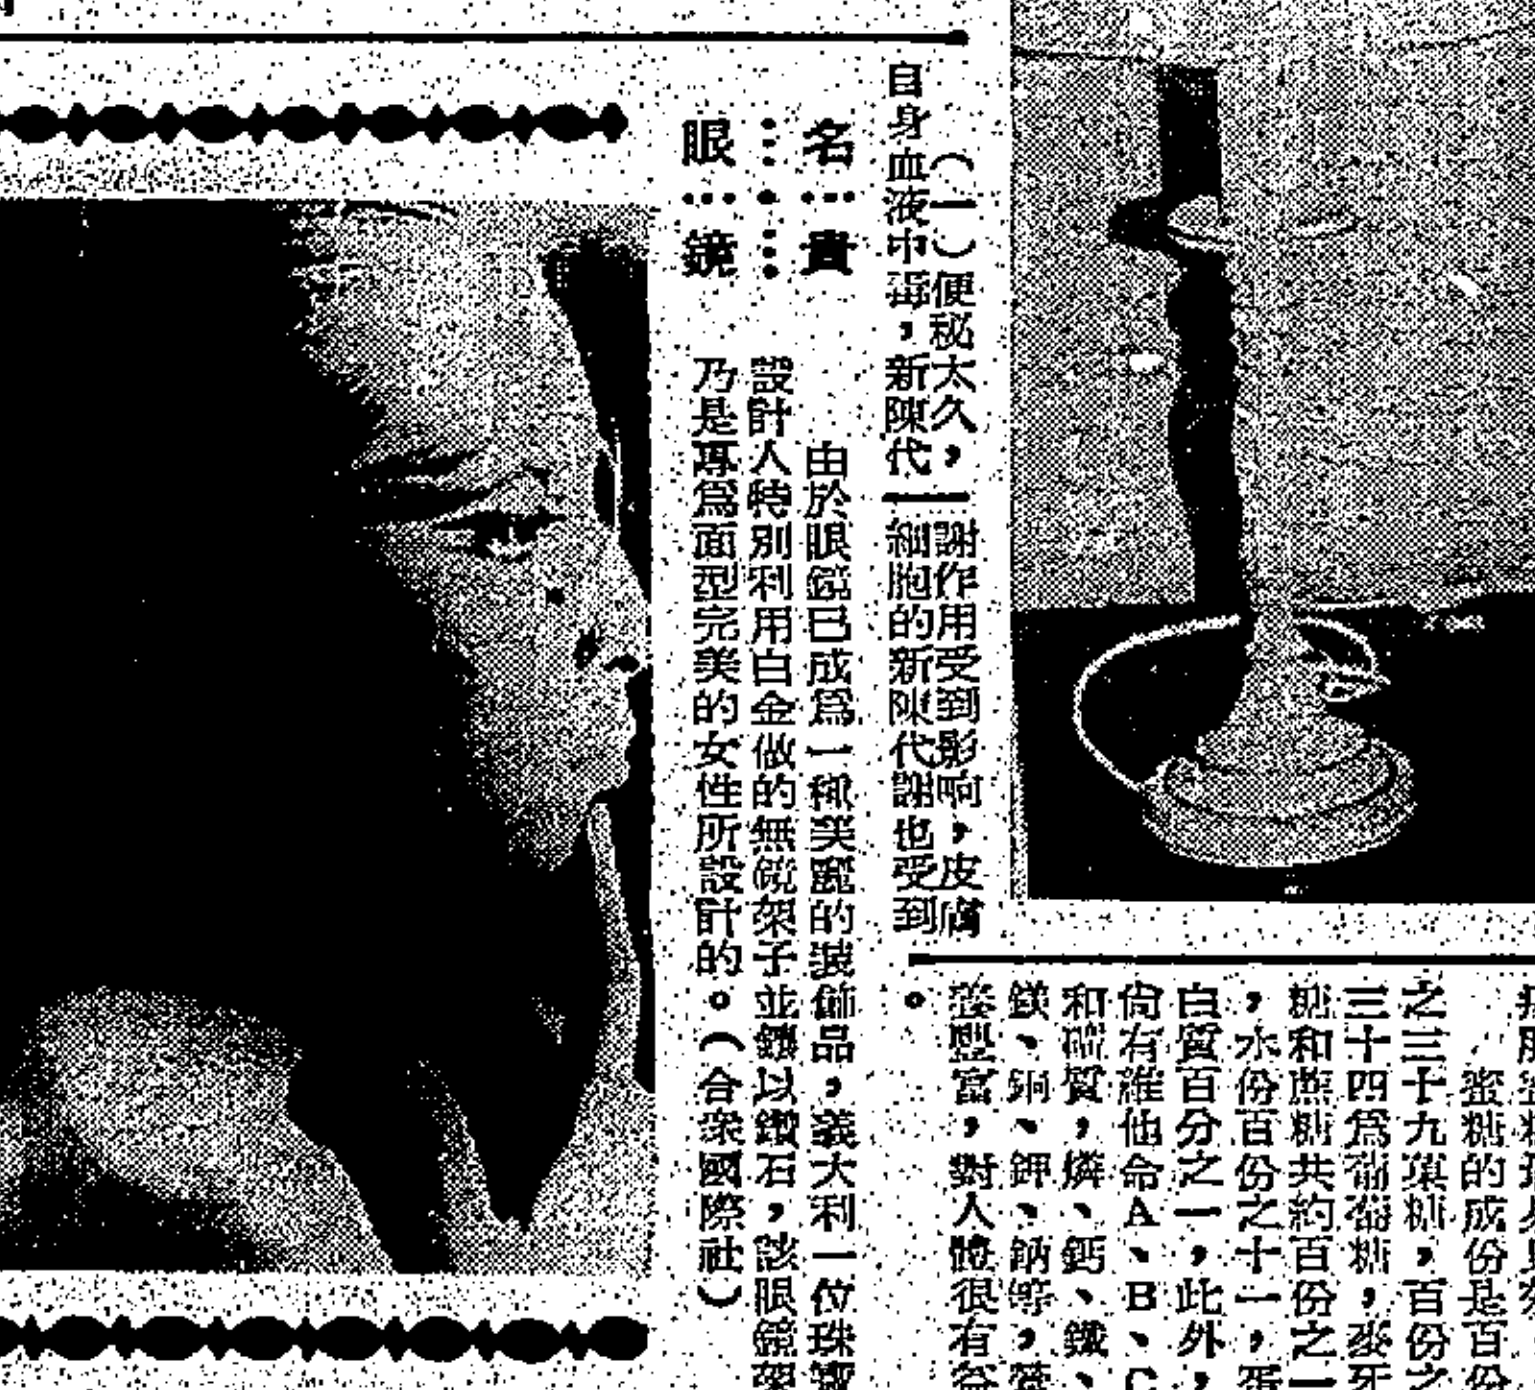 （一）便秘太久，｜謝作用受到影响，皮膚
自身血液中毒，新陳代｜細胞的新陳代謝也受到
名貴
眼鏡
由於眼鏡已成爲一種美麗的裝飾品，義大利一位珠寶
設計人特別利用白金做的無鏡架子並鑲以鑽石，該眼鏡架
乃是專爲面型完美的女性所設計的。（合衆國際社）
蜜糖的成份是百份
之三十九菓糖，百份之
三十四爲葡萄糖，麥芽
糖和蔗糖共約百份之一
，水份百份之十一，蛋
白質百分之一，此外，
尙有維他命A、B、C
和磷質，燐、鈣、鐵、
鎂、銅、鉀、鈉等，營
養豐富，對人體很有益
。